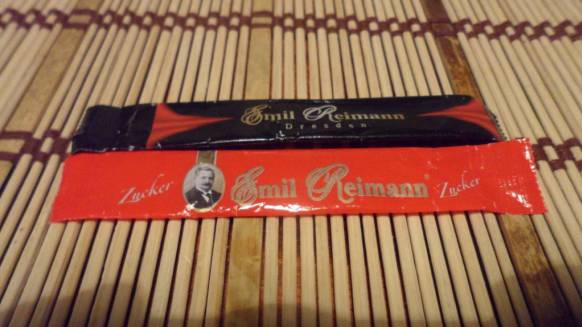 Emil Reimann
Dresden
Zucker Emil Reimann® Zucker